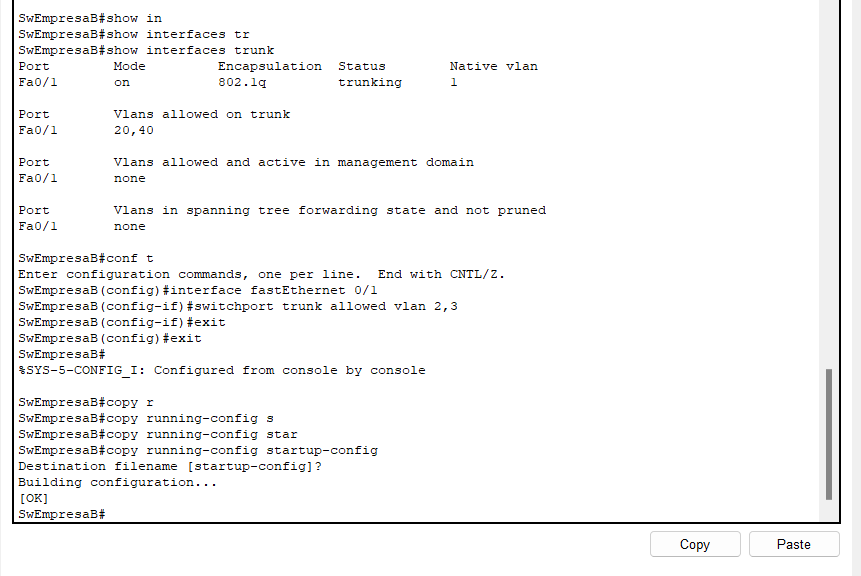 SwEmpresaB#show in
SwEmpresaB#show interfaces tr
SwEmpresaB#show interfaces trunk
Port        Mode         Encapsulation  Status        Native vlan
Fa0/1       on           802.1q         trunking      1

Port        Vlans allowed on trunk
Fa0/1       20,40

Port        Vlans allowed and active in management domain
Fa0/1       none

Port        Vlans in spanning tree forwarding state and not pruned
Fa0/1       none

SwEmpresaB#conf t
Enter configuration commands, one per line.  End with CNTL/Z.
SwEmpresaB(config)#interface fastEthernet 0/1
SwEmpresaB(config-if)#switchport trunk allowed vlan 2,3
SwEmpresaB(config-if)#exit
SwEmpresaB(config)#exit
SwEmpresaB#
%SYS-5-CONFIG_I: Configured from console by console

SwEmpresaB#copy r
SwEmpresaB#copy running-config s
SwEmpresaB#copy running-config star
SwEmpresaB#copy running-config startup-config
Destination filename [startup-config]?
Building configuration...
[OK]
SwEmpresaB#
Copy Paste